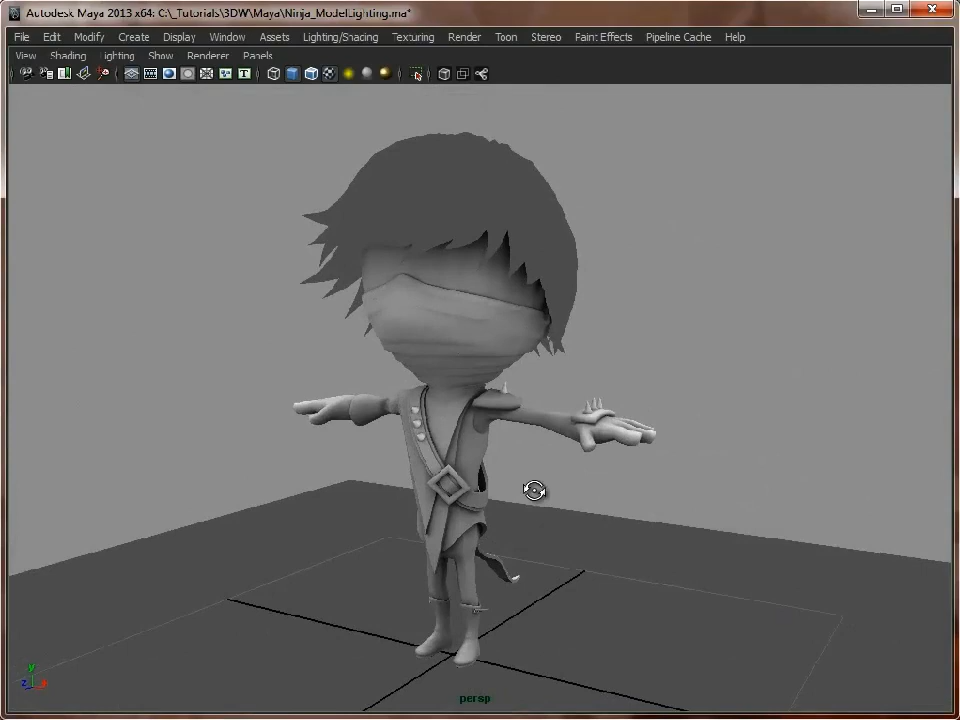 Autodesk Maya 2013 x64: C:\_Tutorials\3DW\Maya\Ninja_ModelLighting.ma*
File Edit Modify Create Display Window Assets Lighting/Shading Texturing Render Toon Stereo Paint Effects Pipeline Cache Help
View Shading Lighting Show Renderer Panels
y
z x
persp